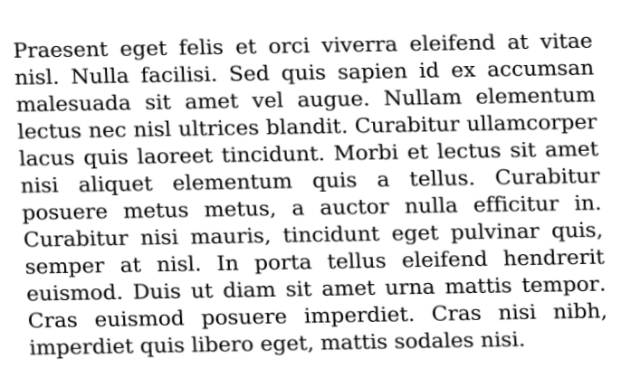 Praesent eget felis et orci viverra eleifend at vitae
nisl. Nulla facilisi. Sed quis sapien id ex accumsan
malesuada sit amet vel augue. Nullam elementum
lectus nec nisl ultrices blandit. Curabitur ullamcorper
lacus quis laoreet tincidunt. Morbi et lectus sit amet
nisi aliquet elementum quis a tellus. Curabitur
posuere metus metus, a auctor nulla efficitur in.
Curabitur nisi mauris, tincidunt eget pulvinar quis,
semper at nisl. In porta tellus eleifend hendrerit
euismod. Duis ut diam sit amet urna mattis tempor.
Cras euismod posuere imperdiet. Cras nisi nibh,
imperdiet quis libero eget, mattis sodales nisi.